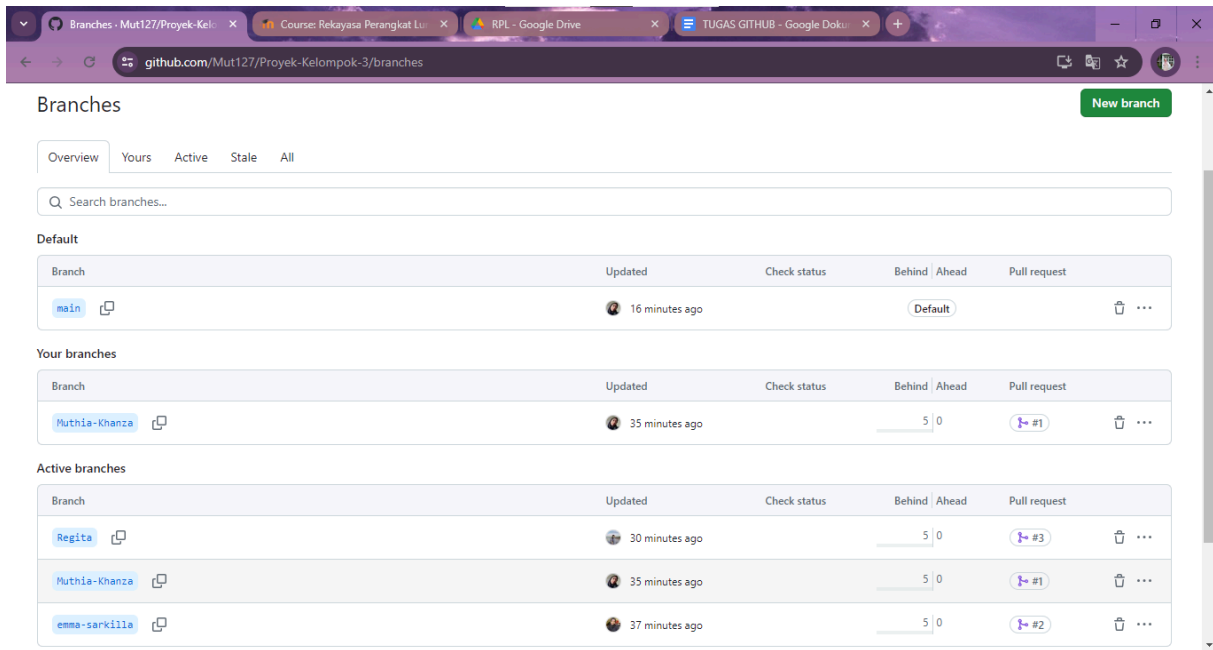 Branches · Mut127/Proyek-Kelo
Course: Rekayasa Perangkat Lu
RPL - Google Drive
TUGAS GITHUB - Google Doku
github.com/Mut127/Proyek-Kelompok-3/branches
Branches
New branch
Overview Yours Active Stale All
Search branches...
Default
Branch Updated Check status Behind Ahead Pull request
main 16 minutes ago Default
Your branches
Branch Updated Check status Behind Ahead Pull request
Muthia-Khanza 35 minutes ago 5 0 #1
Active branches
Branch Updated Check status Behind Ahead Pull request
Regita 30 minutes ago 5 0 #3
Muthia-Khanza 35 minutes ago 5 0 #1
emma-sarkilla 37 minutes ago 5 0 #2